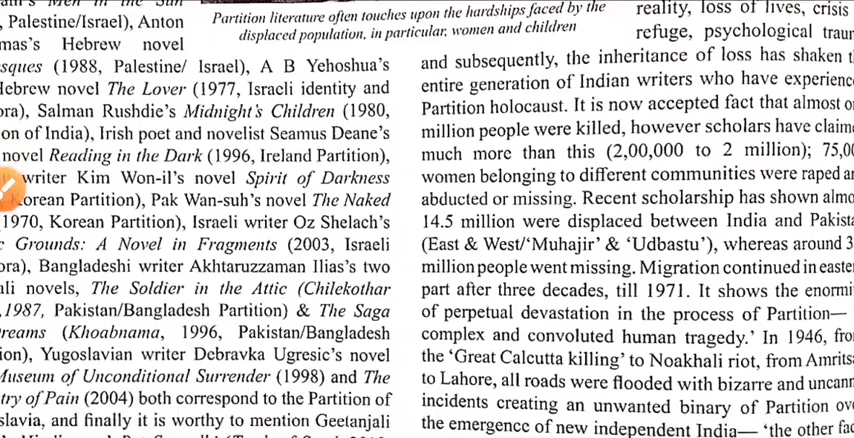 , Palestine/Israel), Anton
mas's Hebrew novel
sques (1988, Palestine/ Israel), A B Yehoshua's
Hebrew novel The Lover (1977, Israeli identity and
ora), Salman Rushdie's Midnight's Children (1980,
on of India), Irish poet and novelist Seamus Deane's
novel Reading in the Dark (1996, Ireland Partition),
writer Kim Won-il's novel Spirit of Darkness
Korean Partition), Pak Wan-suh's novel The Naked
1970, Korean Partition), Israeli writer Oz Shelach's
c Grounds: A Novel in Fragments (2003, Israeli
ora), Bangladeshi writer Akhtaruzzaman Ilias's two
ali novels, The Soldier in the Attic (Chilekothar
,1987, Pakistan/Bangladesh Partition) & The Saga
reams (Khoabnama, 1996, Pakistan/Bangladesh
ion), Yugoslavian writer Debravka Ugresic's novel
Museum of Unconditional Surrender (1998) and The
try of Pain (2004) both correspond to the Partition of
slavia, and finally it is worthy to mention Geetanjali
Partition literature often touches upon the hardships faced by the
displaced population, in particular, women and children
reality, loss of lives, crisis
refuge, psychological traum
and subsequently, the inheritance of loss has shaken t
entire generation of Indian writers who have experience
Partition holocaust. It is now accepted fact that almost o
million people were killed, however scholars have claime
much more than this (2,00,000 to 2 million); 75,00
women belonging to different communities were raped an
abducted or missing. Recent scholarship has shown almo
14.5 million were displaced between India and Pakista
(East & West/'Muhajir' & 'Udbastu'), whereas around 3
million people went missing. Migration continued in easte
part after three decades, till 1971. It shows the enormi
of perpetual devastation in the process of Partition—
complex and convoluted human tragedy.' In 1946, fro
the 'Great Calcutta killing' to Noakhali riot, from Amritsa
to Lahore, all roads were flooded with bizarre and uncann
incidents creating an unwanted binary of Partition ove
the emergence of new independent India— 'the other fac